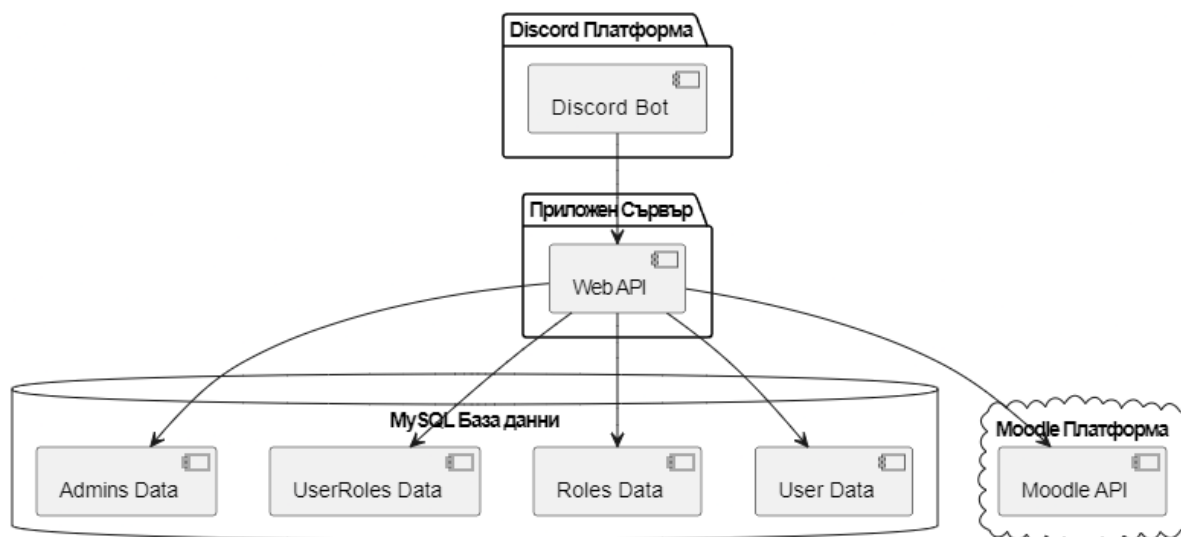 Discord Платформа
Discord Bot
Приложен Сървър
Web API
MySQL База данни
Admins Data
UserRoles Data
Roles Data
User Data
Moodle Платформа
Moodle API